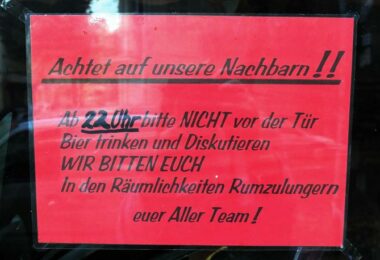 Achtet auf unsere Nachbarn!!
Ab 22 Uhr bitte NICHT vor der Tür
Bier trinken und Diskutieren
WIR BITTEN EUCH
In den Räumlichkeiten Rumzulungern
euer Aller Team!